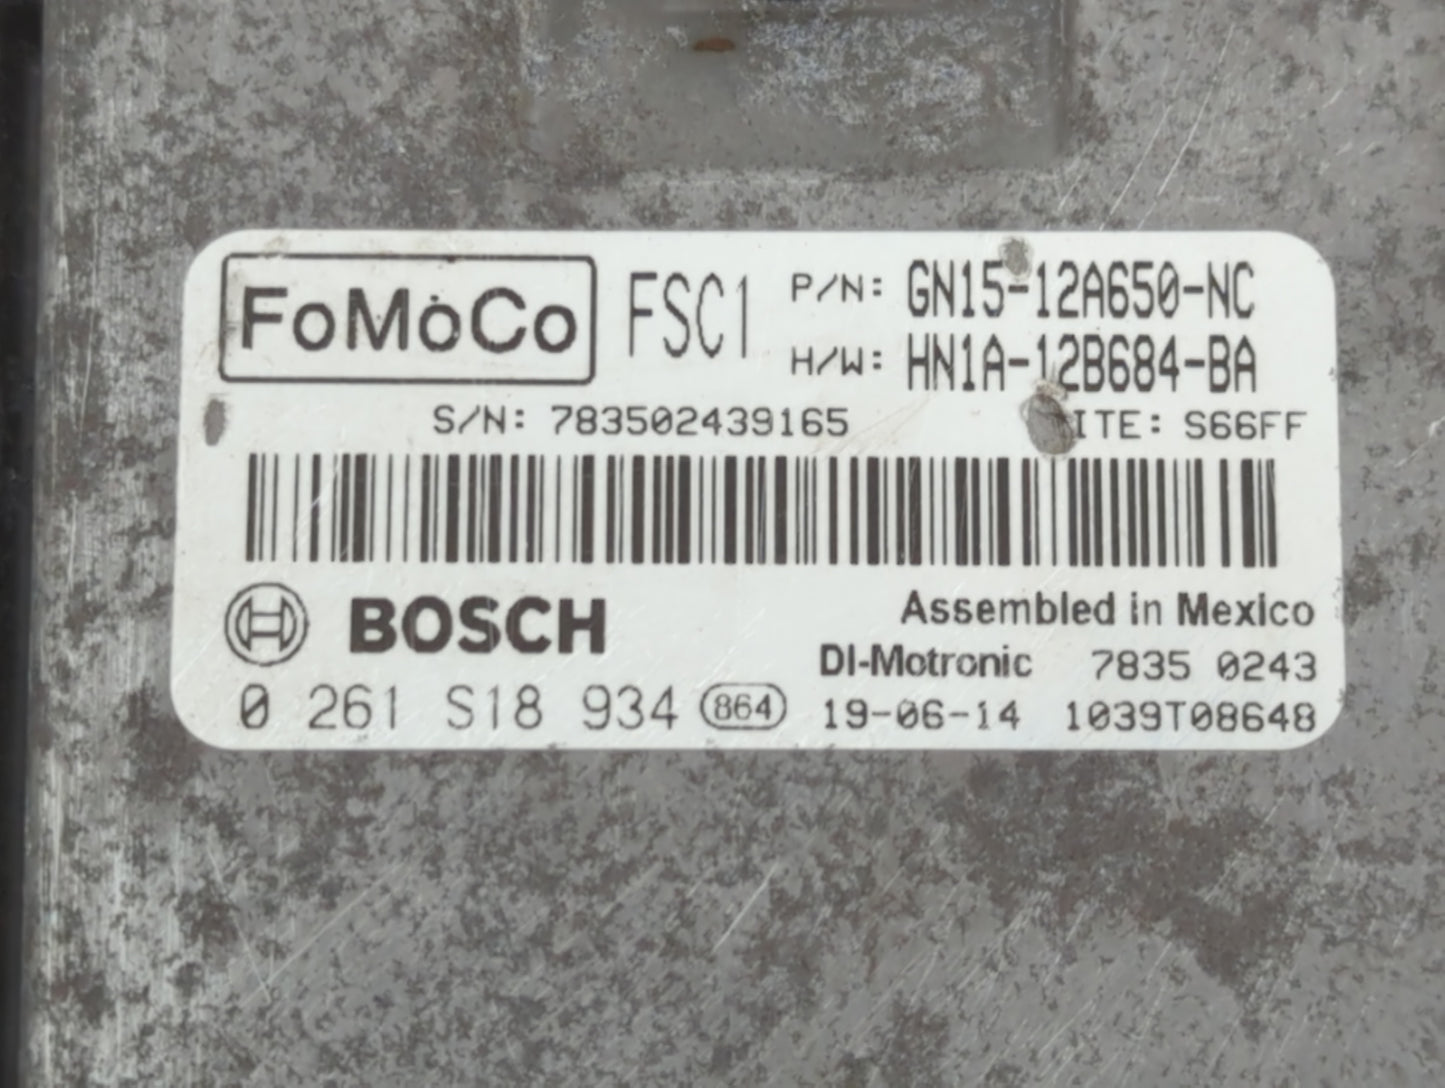 FoMoCo FSC1 P/N: GN15-12A650-NC
H/W: HN1A-12B684-BA
S/N: 783502439165 ITE: S66FF
BOSCH Assembled in Mexico
DI-Motronic 7835 0243
0 261 S18 934 864 19-06-14 1039T08648